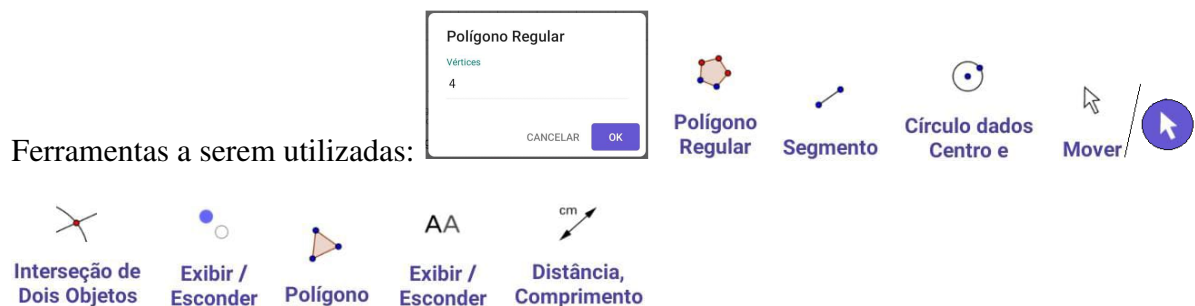 Polígono Regular
Vértices
4
CANCELAR OK
Ferramentas a serem utilizadas:
Polígono Regular
Segmento
Círculo dados Centro e
Mover
cm
AA
Interseção de Dois Objetos
Exibir / Esconder
Polígono
Exibir / Esconder
Distância, Comprimento